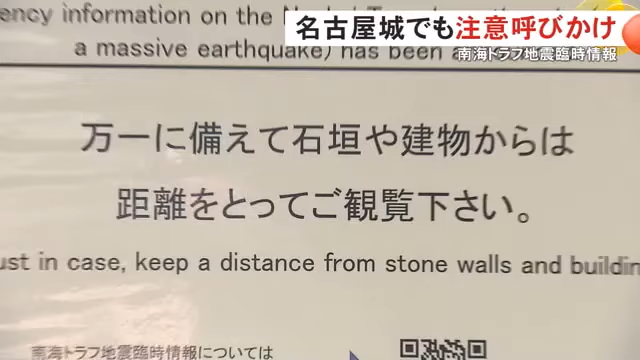 名古屋城でも注意呼びかけ
南海トラフ地震臨時情報
information on the
a massive earthquake) has been
万一に備えて石垣や建物からは
距離をとってご観覧下さい。
in case, keep a distance from stone walls and
南海トラフ地震臨時情報については